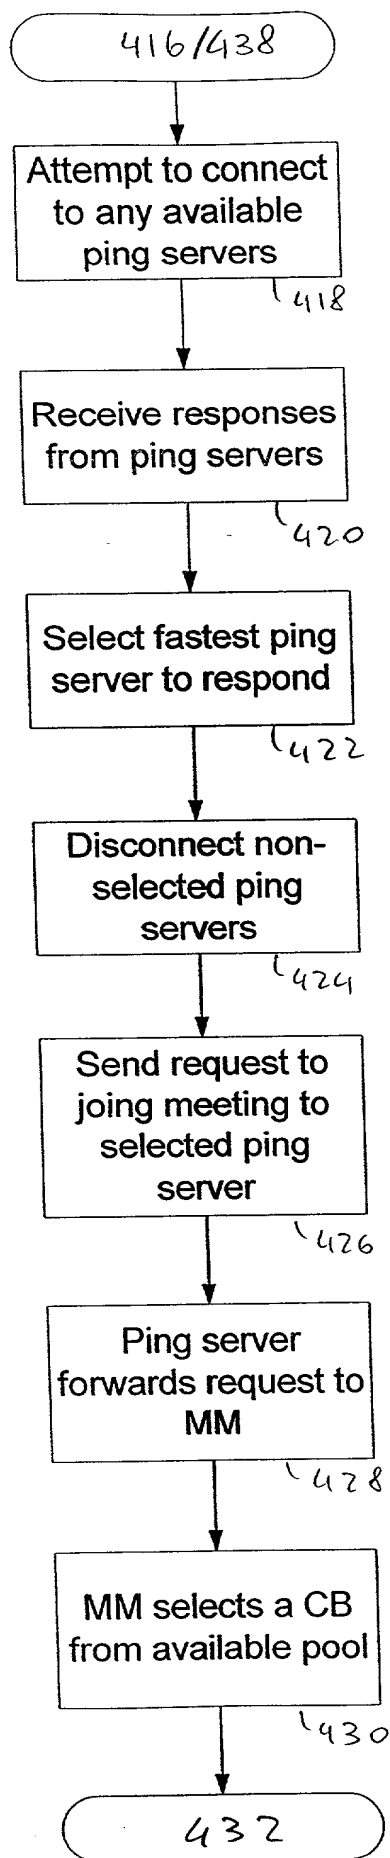 416/438
Attempt to connect
to any available
ping servers
418
Receive responses
from ping servers
420
Select fastest ping
server to respond
422
Disconnect non-
selected ping
servers
424
Send request to
joing meeting to
selected ping
server
426
Ping server
forwards request to
MM
428
MM selects a CB
from available pool
430
432